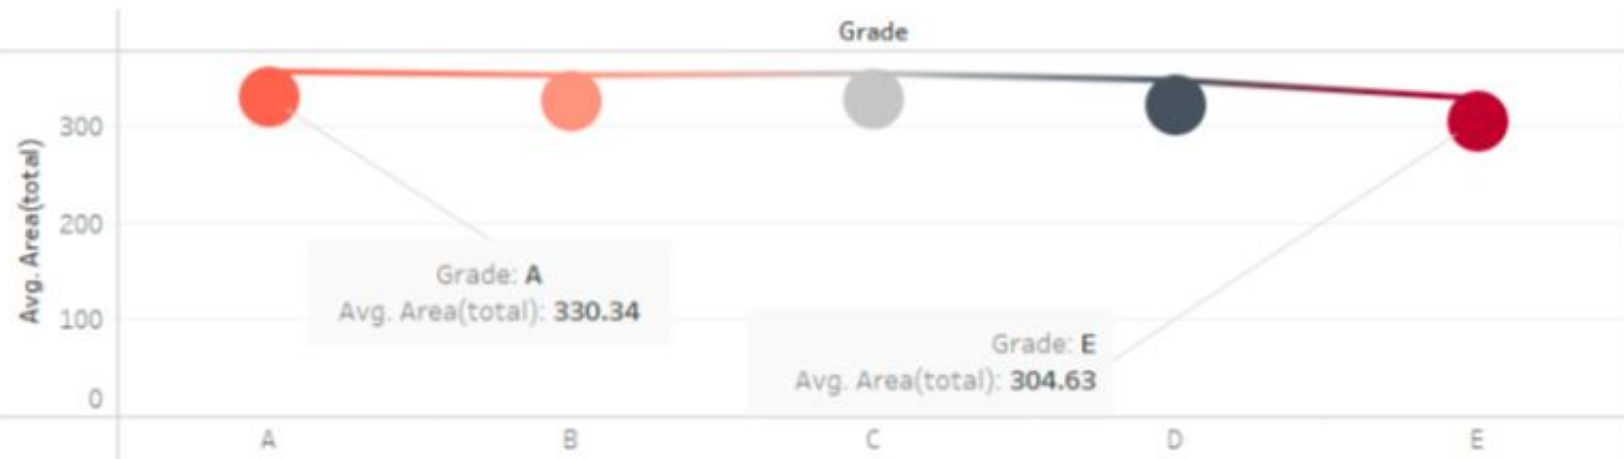 Grade
Avg. Area(total)
300
200
100
0
Grade: A
Avg. Area(total): 330.34
Grade: E
Avg. Area(total): 304.63
A
B
C
D
E